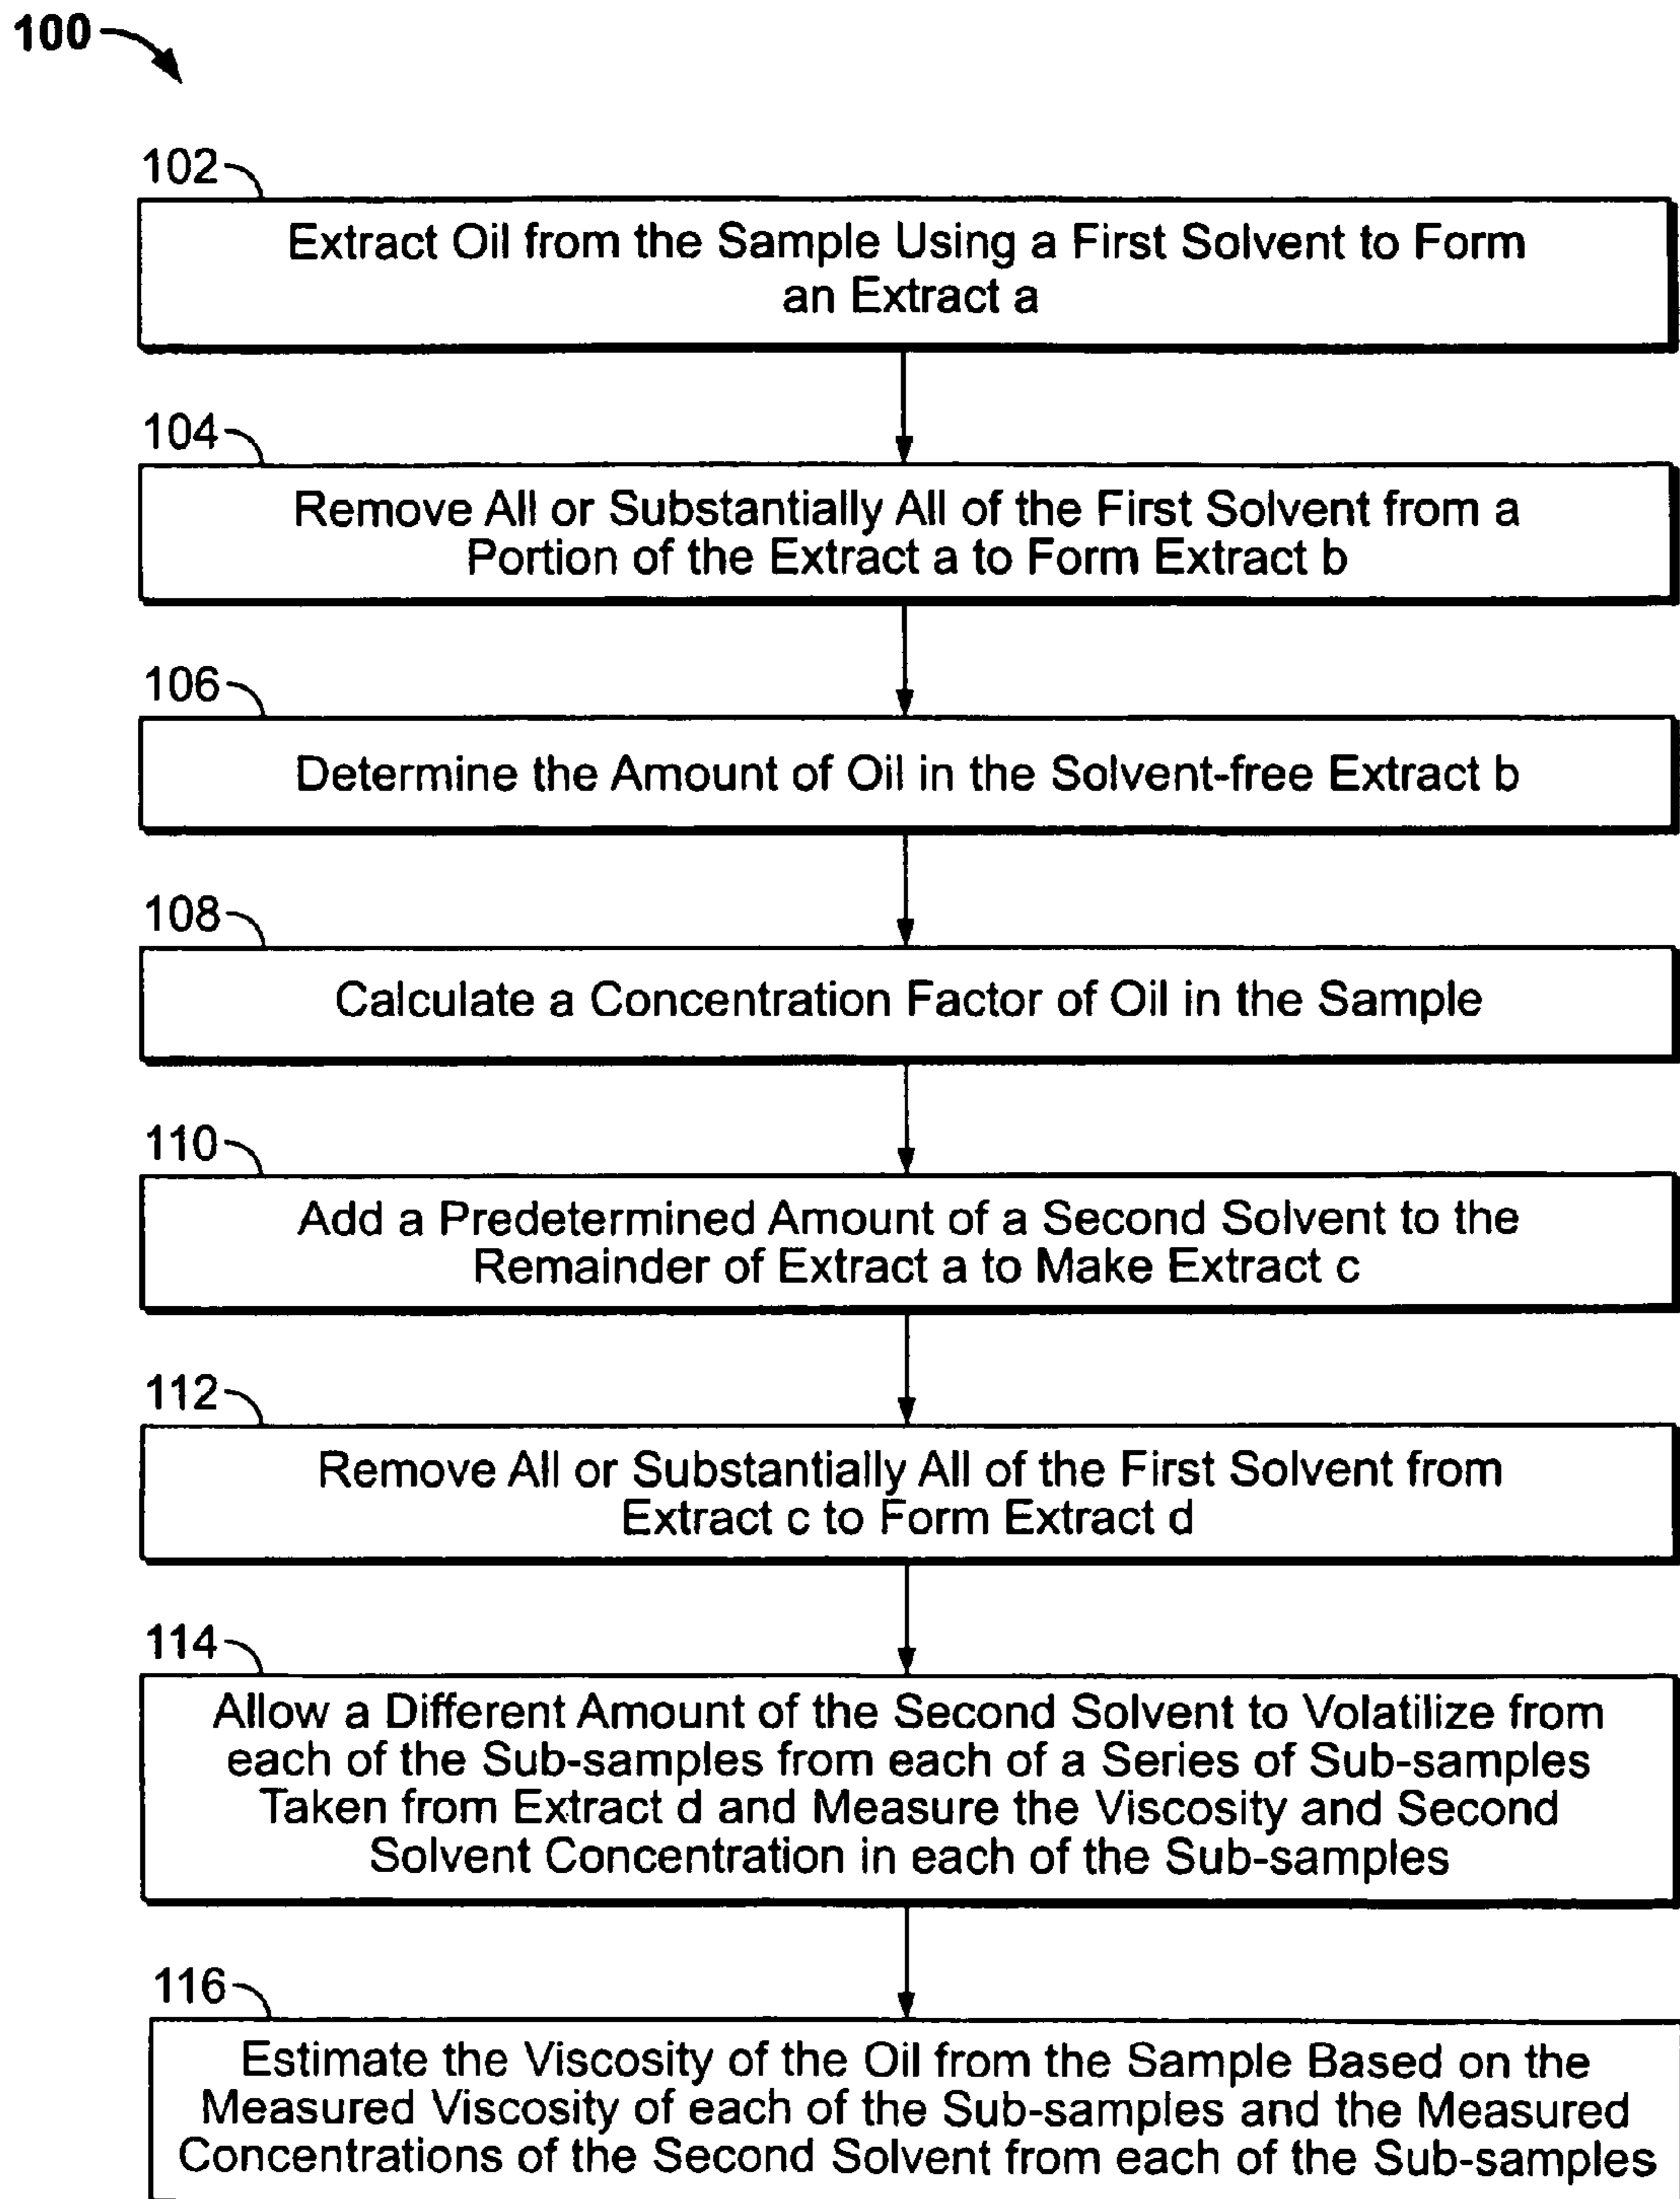 100
102
Extract Oil from the Sample Using a First Solvent to Form
an Extract a
104
Remove All or Substantially All of the First Solvent from a
Portion of the Extract a to Form Extract b
106
Determine the Amount of Oil in the Solvent-free Extract b
108
Calculate a Concentration Factor of Oil in the Sample
110
Add a Predetermined Amount of a Second Solvent to the
Remainder of Extract a to Make Extract c
112
Remove All or Substantially All of the First Solvent from
Extract c to Form Extract d
114
Allow a Different Amount of the Second Solvent to Volatilize from
each of the Sub-samples from each of a Series of Sub-samples
Taken from Extract d and Measure the Viscosity and Second
Solvent Concentration in each of the Sub-samples
116
Estimate the Viscosity of the Oil from the Sample Based on the
Measured Viscosity of each of the Sub-samples and the Measured
Concentrations of the Second Solvent from each of the Sub-samples